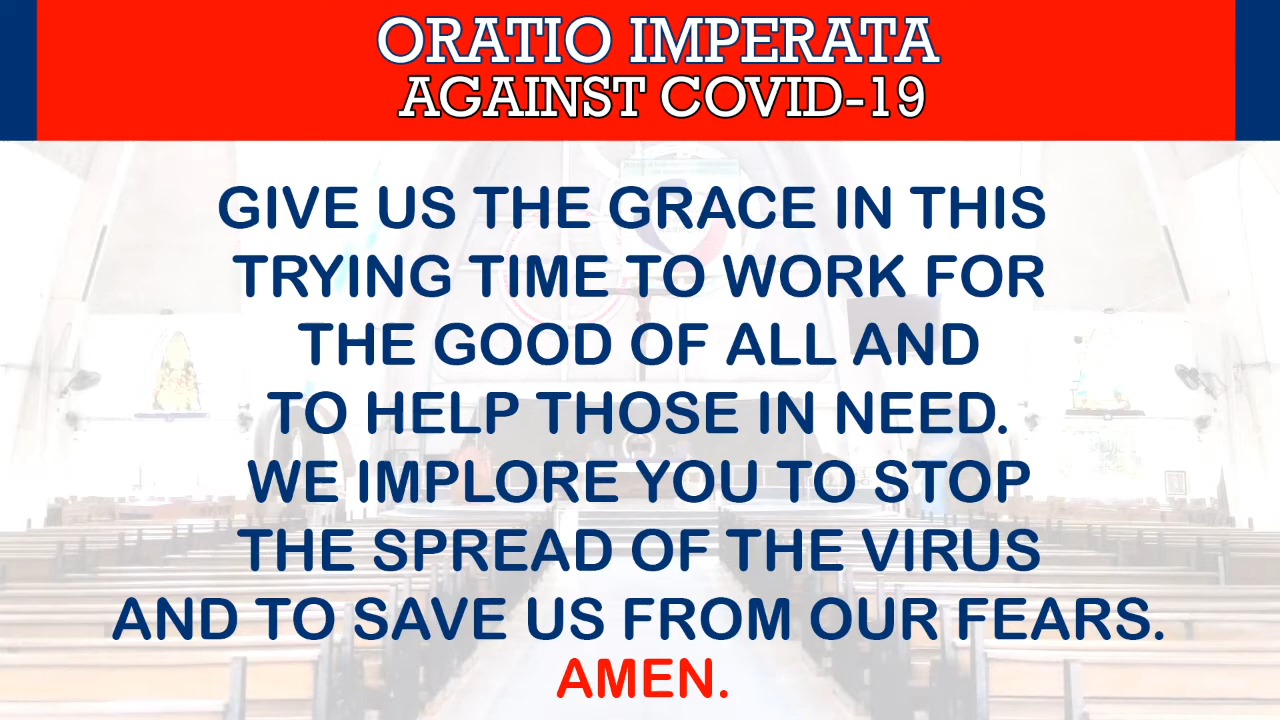 ORATIO IMPERATA
AGAINST COVID-19
GIVE US THE GRACE IN THIS
TRYING TIME TO WORK FOR
THE GOOD OF ALL AND
TO HELP THOSE IN NEED.
WE IMPLORE YOU TO STOP
THE SPREAD OF THE VIRUS
AND TO SAVE US FROM OUR FEARS.
AMEN.